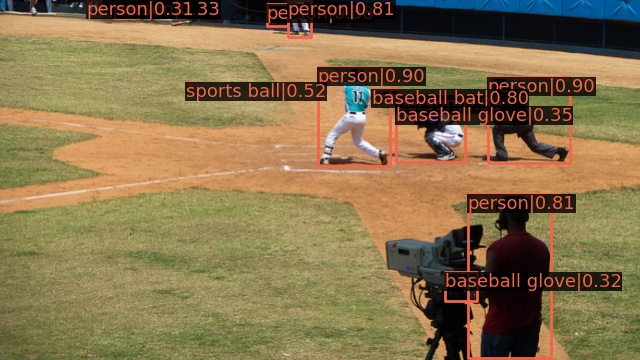 person|0.31
33
person|0.81
person|0.90
sports ball|0.52
baseball bat|0.80
person|0.90
baseball glove|0.35
11
person|0.81
baseball glove|0.32